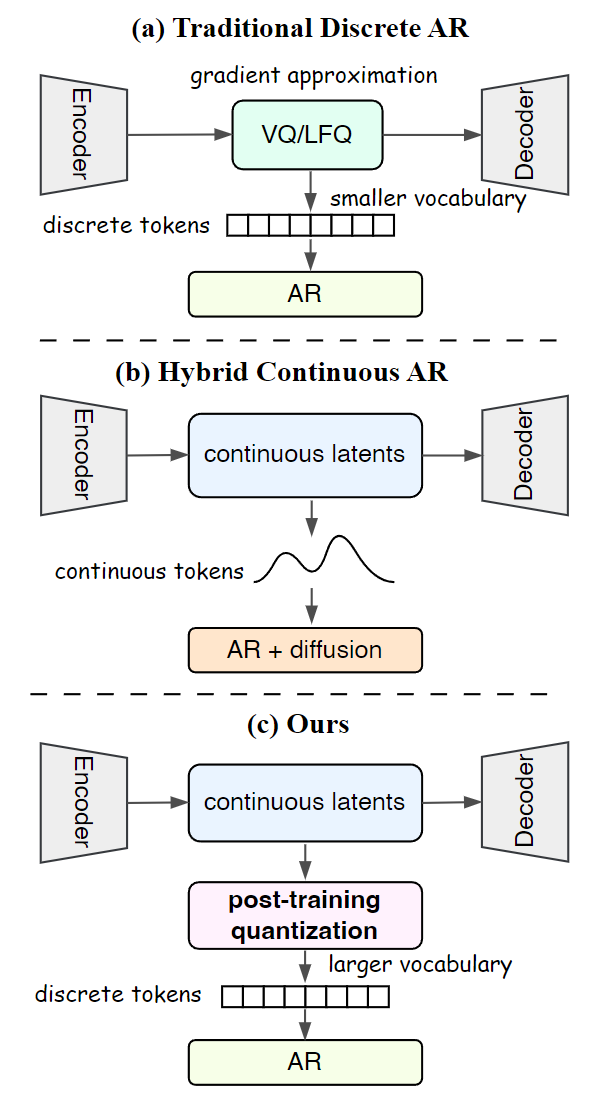 (a) Traditional Discrete AR
gradient approximation
Encoder
VQ/LFQ
Decoder
smaller vocabulary
discrete tokens
AR
(b) Hybrid Continuous AR
Encoder
continuous latents
Decoder
continuous tokens
AR + diffusion
(c) Ours
Encoder
continuous latents
Decoder
post-training
quantization
larger vocabulary
discrete tokens
AR